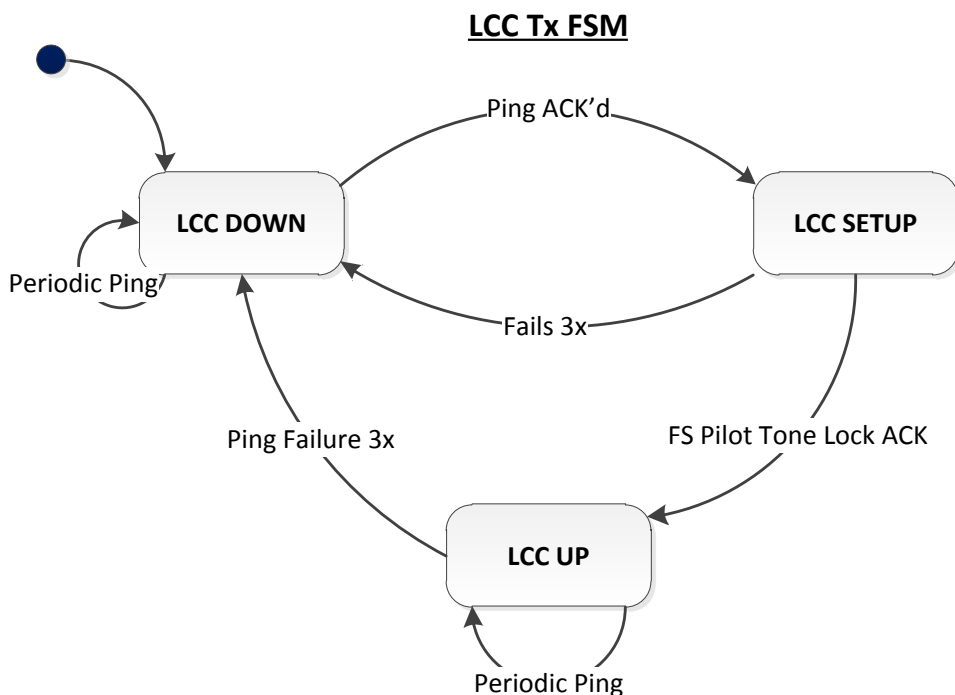 LCC Tx FSM
Ping ACK'd
LCC DOWN
LCC SETUP
Periodic Ping
Fails 3x
Ping Failure 3x
FS Pilot Tone Lock ACK
LCC UP
Periodic Ping